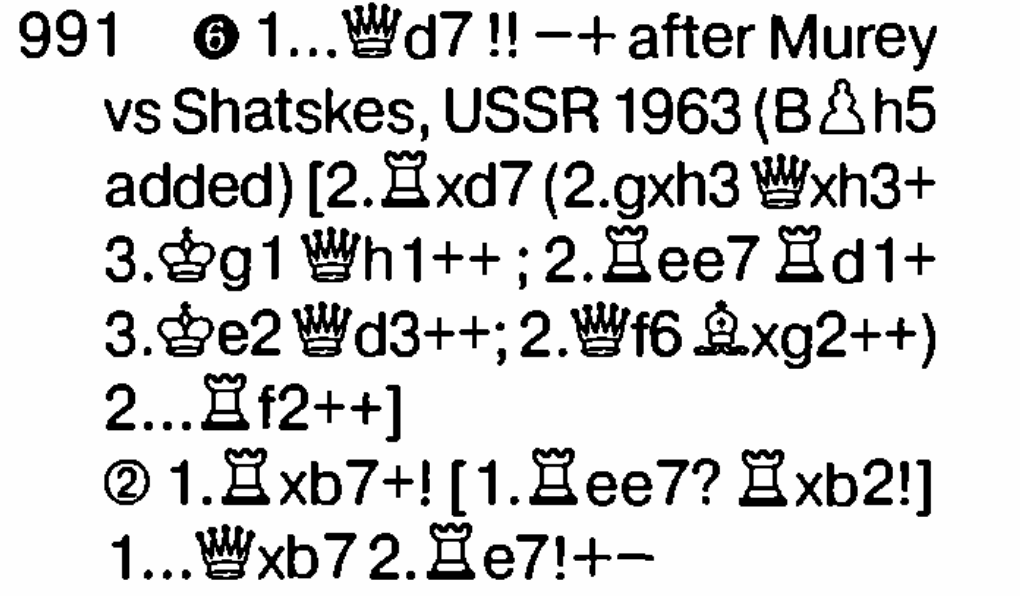 991 ❻ 1...♕d7 !! −+ after Murey
vs Shatskes, USSR 1963 (B♙h5
added) [2.♖xd7 (2.gxh3 ♕xh3+
3.♔g1 ♕h1++ ; 2.♖ee7 ♖d1+
3.♔e2 ♕d3++; 2.♕f6 ♗xg2++)
2...♖f2++]
② 1.♖xb7+! [1.♖ee7? ♖xb2!]
1...♕xb7 2.♖e7!+−